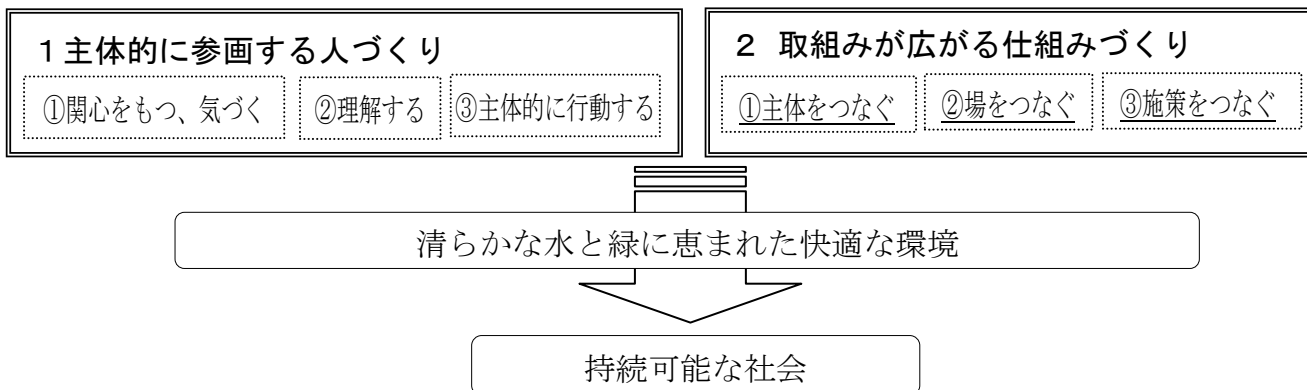 1主体的に参画する人づくり
①関心をもつ、気づく
②理解する
③主体的に行動する
2 取組みが広がる仕組みづくり
①主体をつなぐ
②場をつなぐ
③施策をつなぐ
清らかな水と緑に恵まれた快適な環境
持続可能な社会